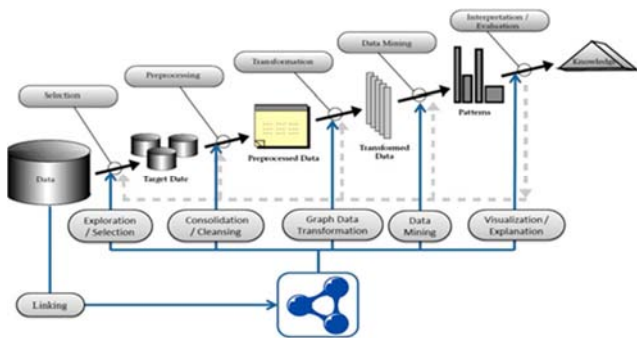 Interpretation /
Evaluation
Data Mining
Transformation
Preprocessing
Selection
Knowledge
Patterns
Transformed
Data
Preprocessed Data
Target Date
Data
Exploration
/ Selection
Consolidation
/ Cleansing
Graph Data
Transformation
Data
Mining
Visualization /
Explanation
Linking